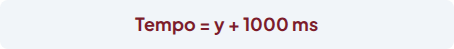 Tempo = y + 1000 ms